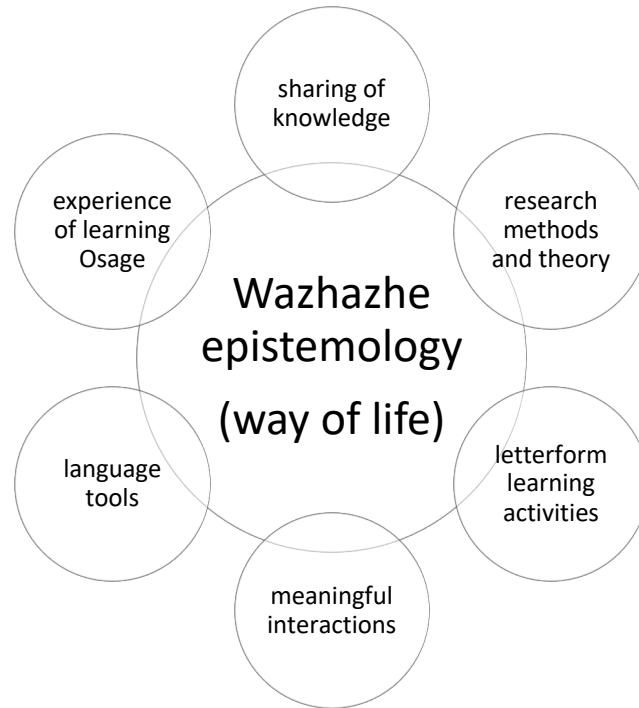 sharing of
knowledge
experience
of learning
Osage
research
methods
and theory
Wazhazhe
epistemology
(way of life)
language
tools
letterform
learning
activities
meaningful
interactions